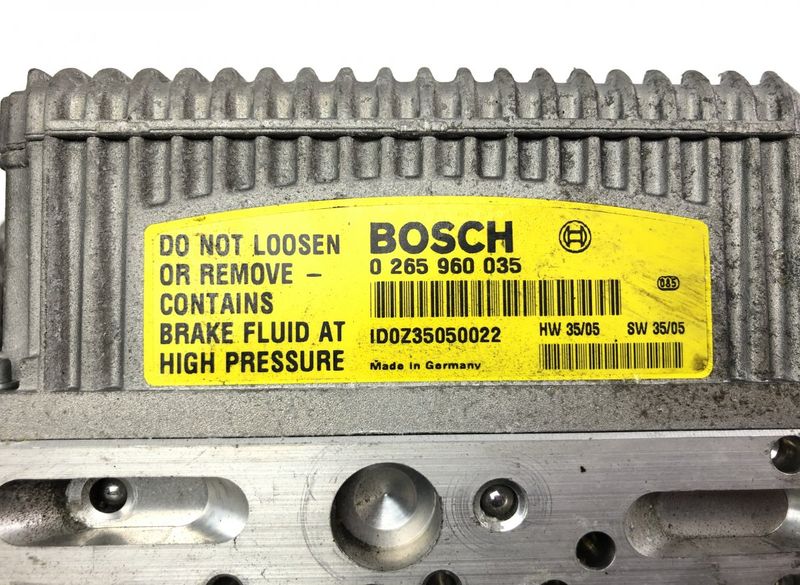 DO NOT LOOSEN
OR REMOVE –
CONTAINS
BRAKE FLUID AT
HIGH PRESSURE
BOSCH
0 265 960 035
085
ID0Z35050022
HW 35/05 SW 35/05
Made in Germany